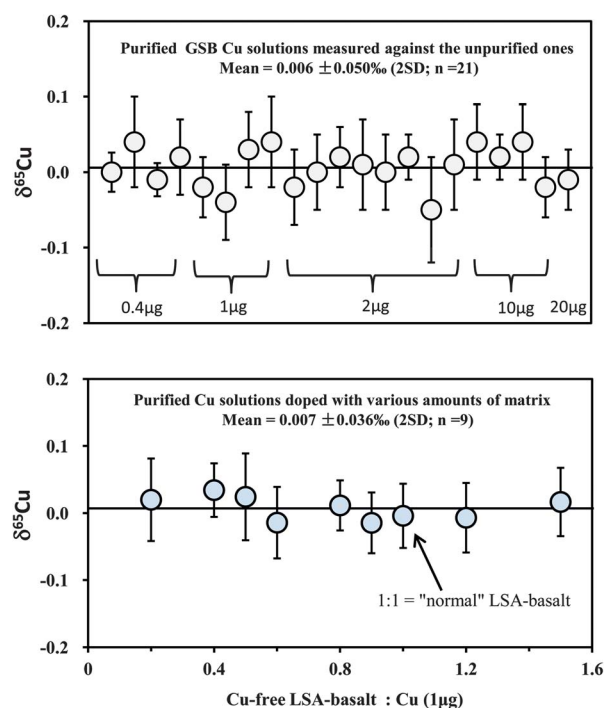 Purified GSB Cu solutions measured against the unpurified ones
Mean = 0.006 ±0.050‰ (2SD; n =21)
0.2
0.1
0.0
-0.1
-0.2
δ⁶⁵Cu
0.4µg
1µg
2µg
10µg
20µg
Purified Cu solutions doped with various amounts of matrix
Mean = 0.007 ±0.036‰ (2SD; n =9)
0.2
0.1
0.0
-0.1
-0.2
δ⁶⁵Cu
1:1 = "normal" LSA-basalt
0 0.4 0.8 1.2 1.6
Cu-free LSA-basalt : Cu (1µg)